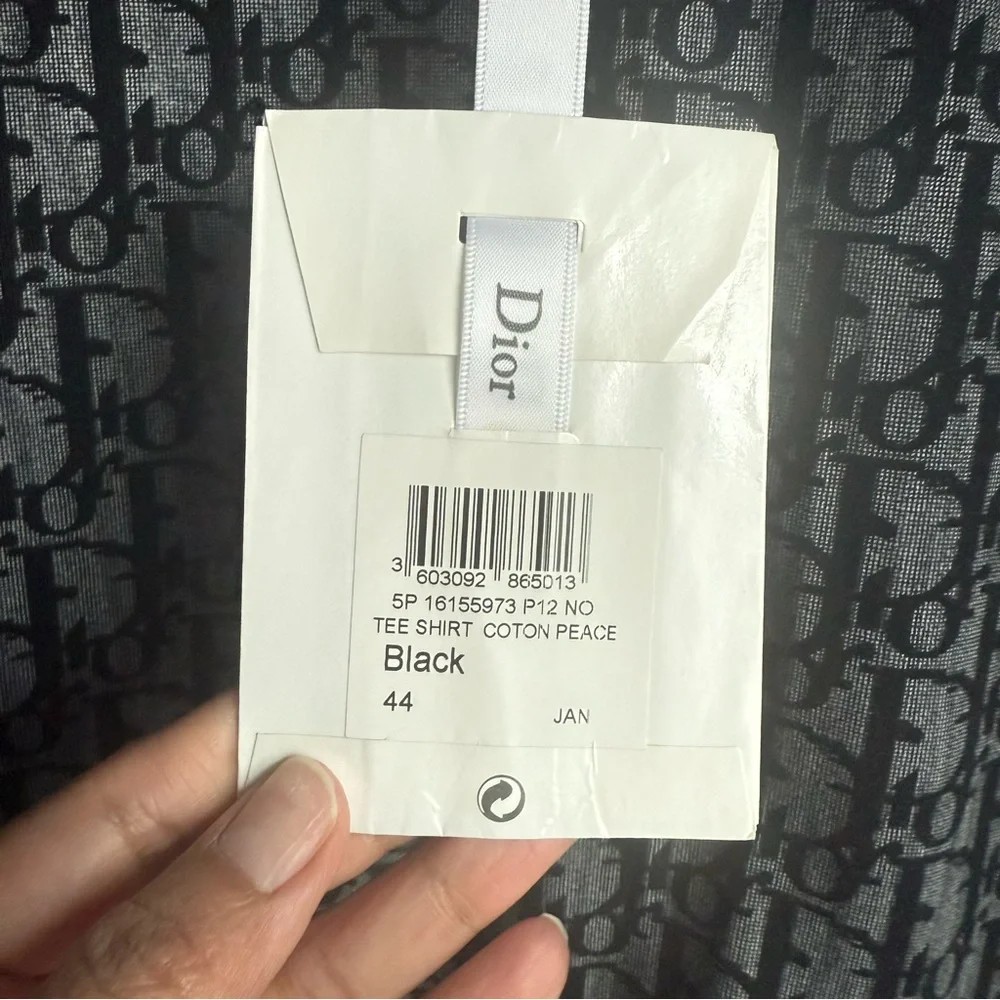 Dior
3 603092 865013
5P 16155973 P12 NO
TEE SHIRT COTON PEACE
Black
44
JAN